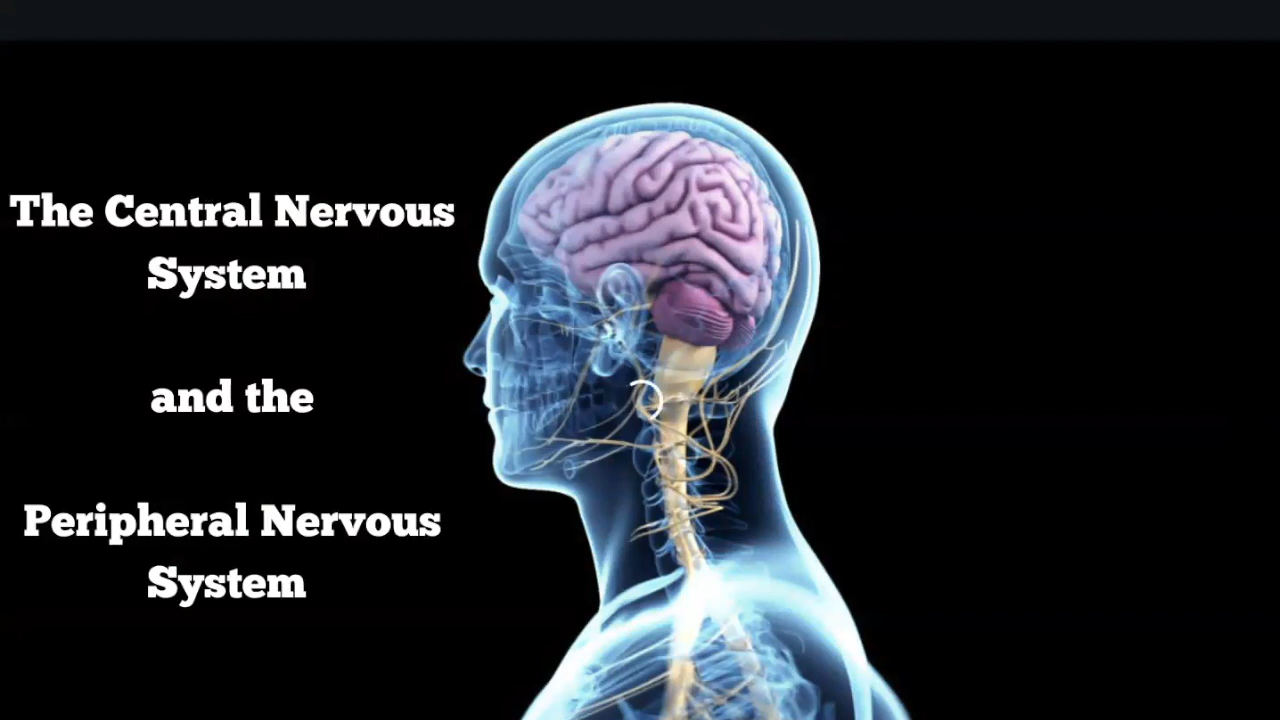 The Central Nervous
System
and the
Peripheral Nervous
System